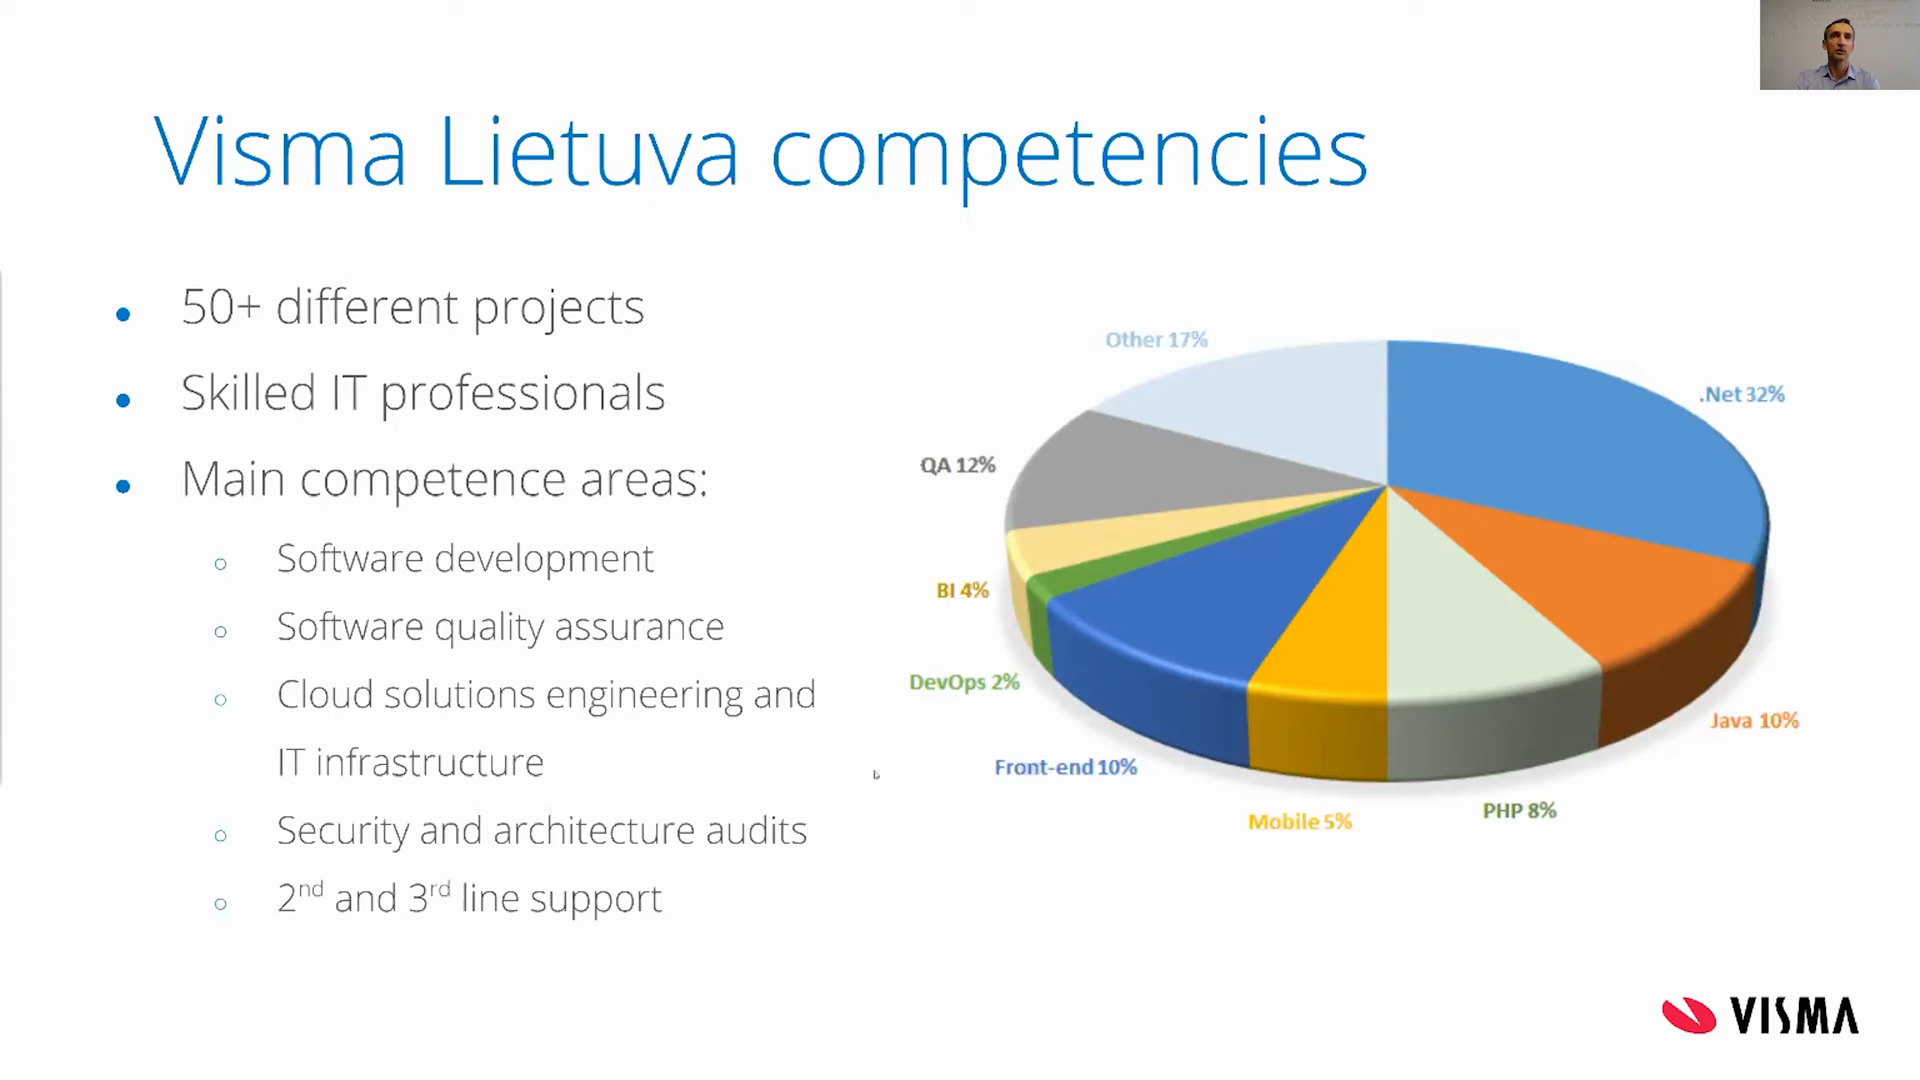 Visma Lietuva competencies
50+ different projects
Skilled IT professionals
Main competence areas:
Software development
Software quality assurance
Cloud solutions engineering and
IT infrastructure
Security and architecture audits
2nd and 3rd line support
Other 17%
.Net 32%
QA 12%
BI 4%
DevOps 2%
Java 10%
Front-end 10%
PHP 8%
Mobile 5%
VISMA